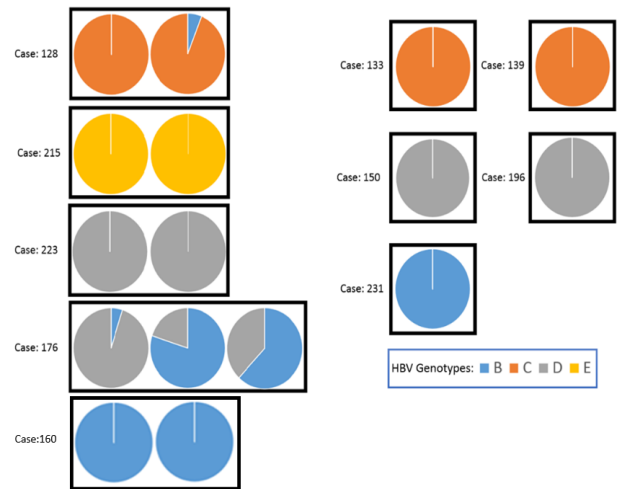 Case: 128
Case: 215
Case: 223
Case: 176
Case:160
Case: 133
Case: 139
Case: 150
Case: 196
Case: 231
HBV Genotypes: B C D E